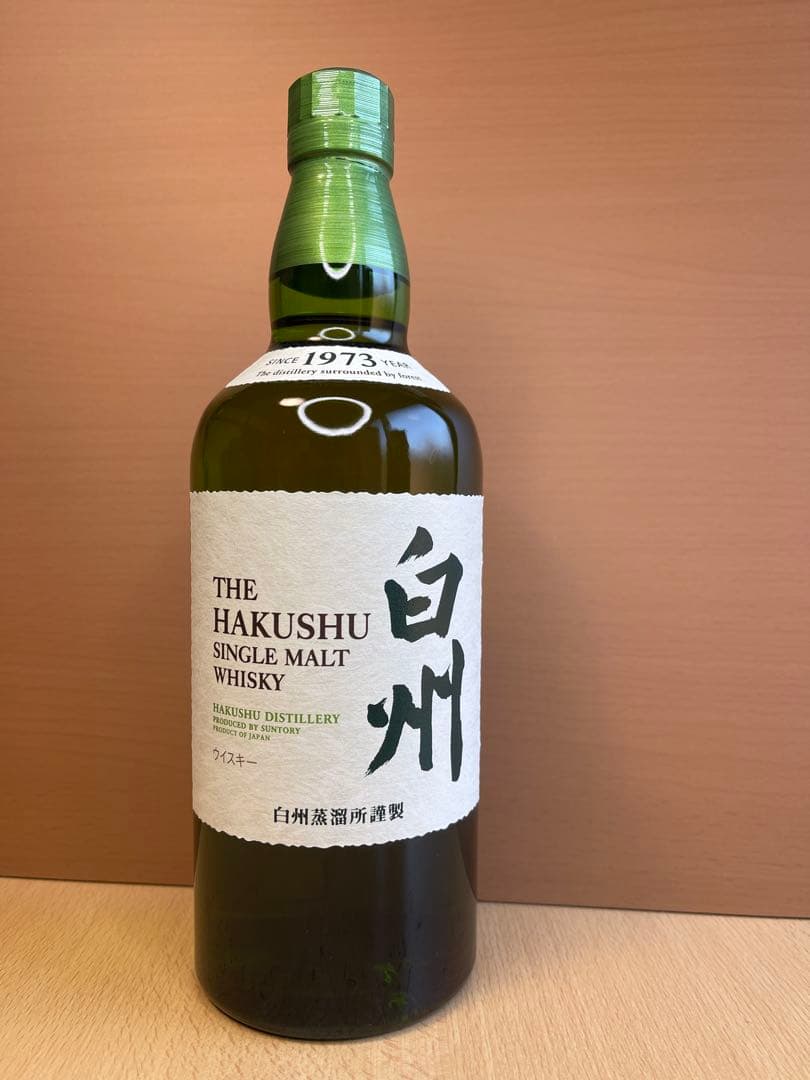 SINCE 1973 YEAR
The distillery surrounded by forest
THE
HAKUSHU
SINGLE MALT
WHISKY
白州
HAKUSHU DISTILLERY
PRODUCED BY SUNTORY
PRODUCT OF JAPAN
ウイスキー
白州蒸溜所謹製